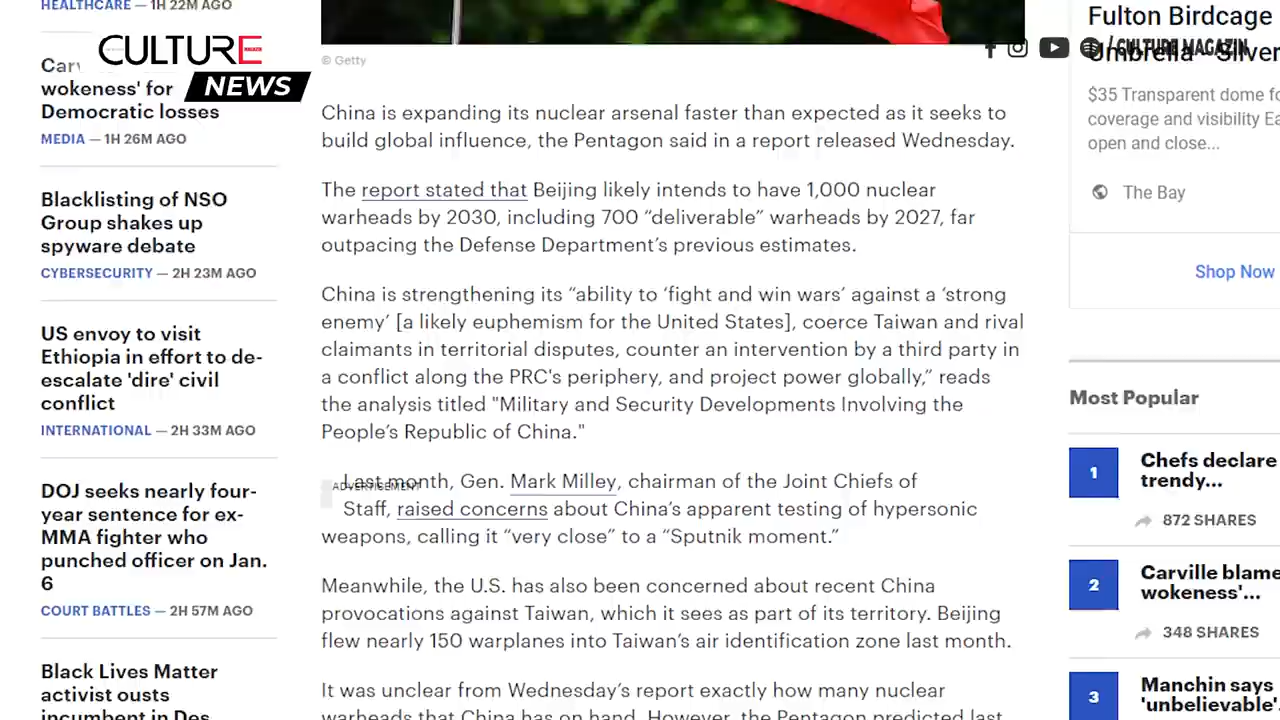 HEALTHCARE — 1H 22M AGO
CULTURE
NEWS
wokeness' for
Democratic losses
MEDIA — 1H 26M AGO
Blacklisting of NSO
Group shakes up
spyware debate
CYBERSECURITY — 2H 23M AGO
US envoy to visit
Ethiopia in effort to de-
escalate 'dire' civil
conflict
INTERNATIONAL — 2H 33M AGO
DOJ seeks nearly four-
year sentence for ex-
MMA fighter who
punched officer on Jan.
6
COURT BATTLES — 2H 57M AGO
Black Lives Matter
activist ousts
incumbent in Des
© Getty
China is expanding its nuclear arsenal faster than expected as it seeks to
build global influence, the Pentagon said in a report released Wednesday.
The report stated that Beijing likely intends to have 1,000 nuclear
warheads by 2030, including 700 “deliverable” warheads by 2027, far
outpacing the Defense Department’s previous estimates.
China is strengthening its “ability to ‘fight and win wars’ against a ‘strong
enemy’ [a likely euphemism for the United States], coerce Taiwan and rival
claimants in territorial disputes, counter an intervention by a third party in
a conflict along the PRC's periphery, and project power globally,” reads
the analysis titled "Military and Security Developments Involving the
People’s Republic of China."
ADVERTISEMENT
Last month, Gen. Mark Milley, chairman of the Joint Chiefs of
Staff, raised concerns about China’s apparent testing of hypersonic
weapons, calling it “very close” to a “Sputnik moment.”
Meanwhile, the U.S. has also been concerned about recent China
provocations against Taiwan, which it sees as part of its territory. Beijing
flew nearly 150 warplanes into Taiwan’s air identification zone last month.
It was unclear from Wednesday’s report exactly how many nuclear
warheads that China has on hand. However, the Pentagon predicted last
/ CULTURE MAGAZIN
Fulton Birdcage
Umbrella - Silver
$35 Transparent dome fo
coverage and visibility Ea
open and close...
The Bay
Shop Now
Most Popular
1
Chefs declare
trendy...
872 SHARES
2
Carville blame
wokeness'...
348 SHARES
3
Manchin says
'unbelievable'.